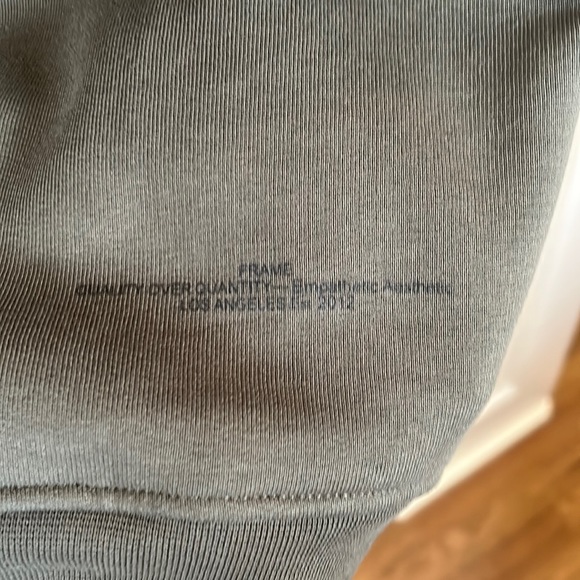 FRAME
QUALITY OVER QUANTITY— Empathetic Aesthetic
LOS ANGELES Est 2012